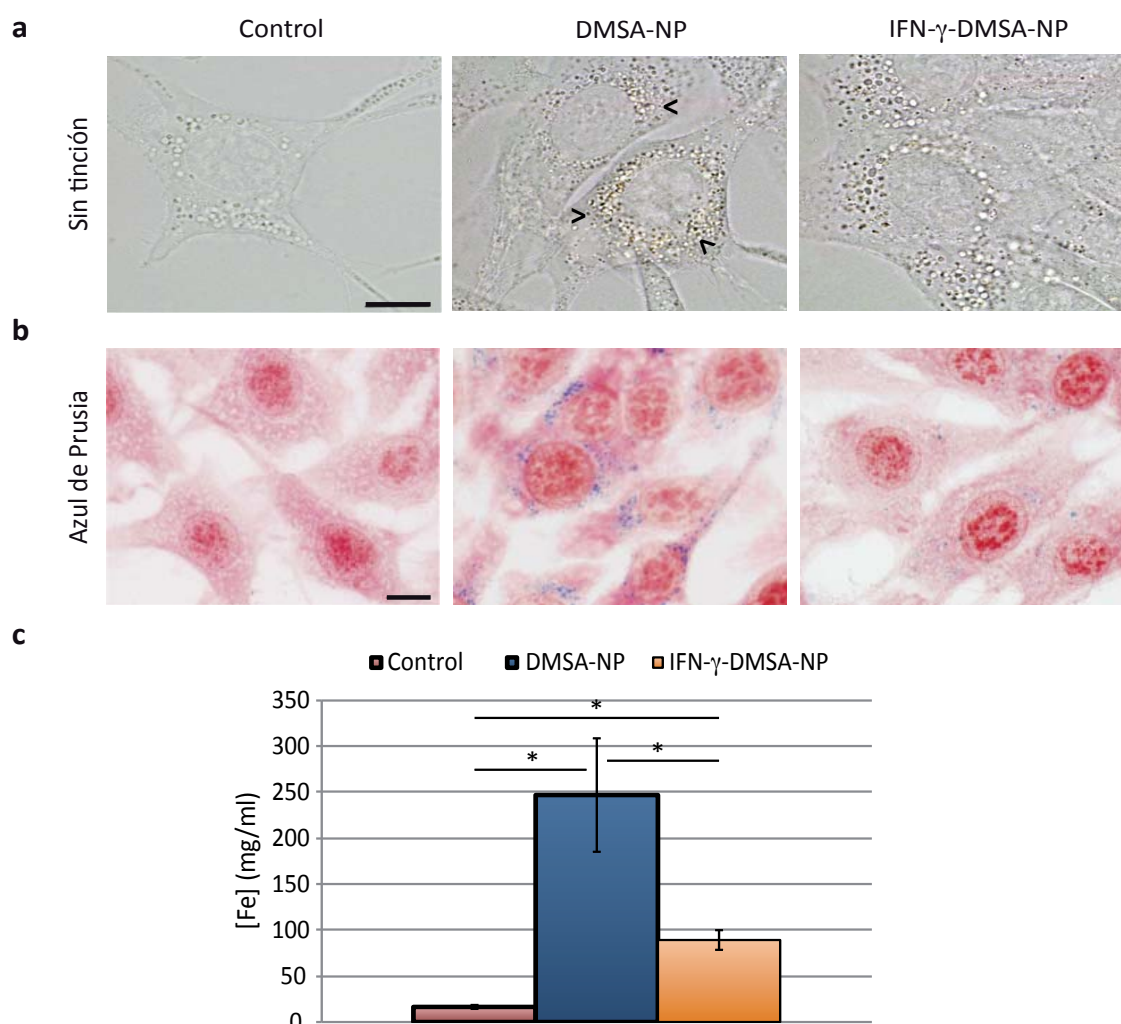 a
Control
DMSA-NP
IFN-γ-DMSA-NP
Sin tinción
<
>
<
b
Azul de Prusia
c
Control
DMSA-NP
IFN-γ-DMSA-NP
[Fe] (mg/ml)
350
300
250
200
150
100
50
0
*
*
*